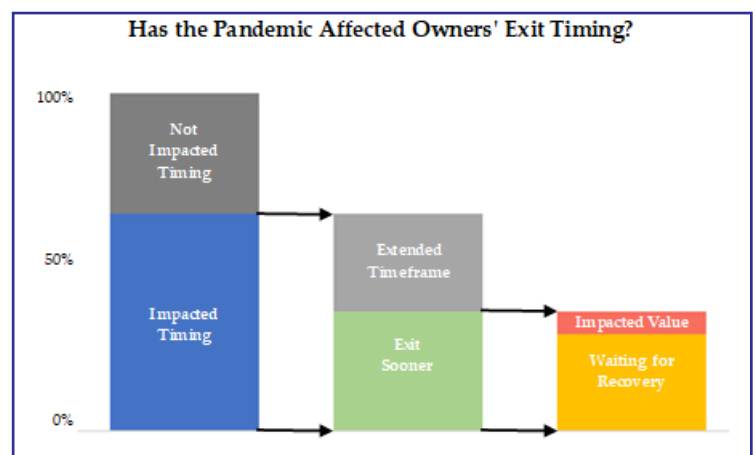 Has the Pandemic Affected Owners' Exit Timing?
100%
50%
0%
Not
Impacted
Timing
Impacted
Timing
Extended
Timeframe
Exit
Sooner
Impacted Value
Waiting for
Recovery